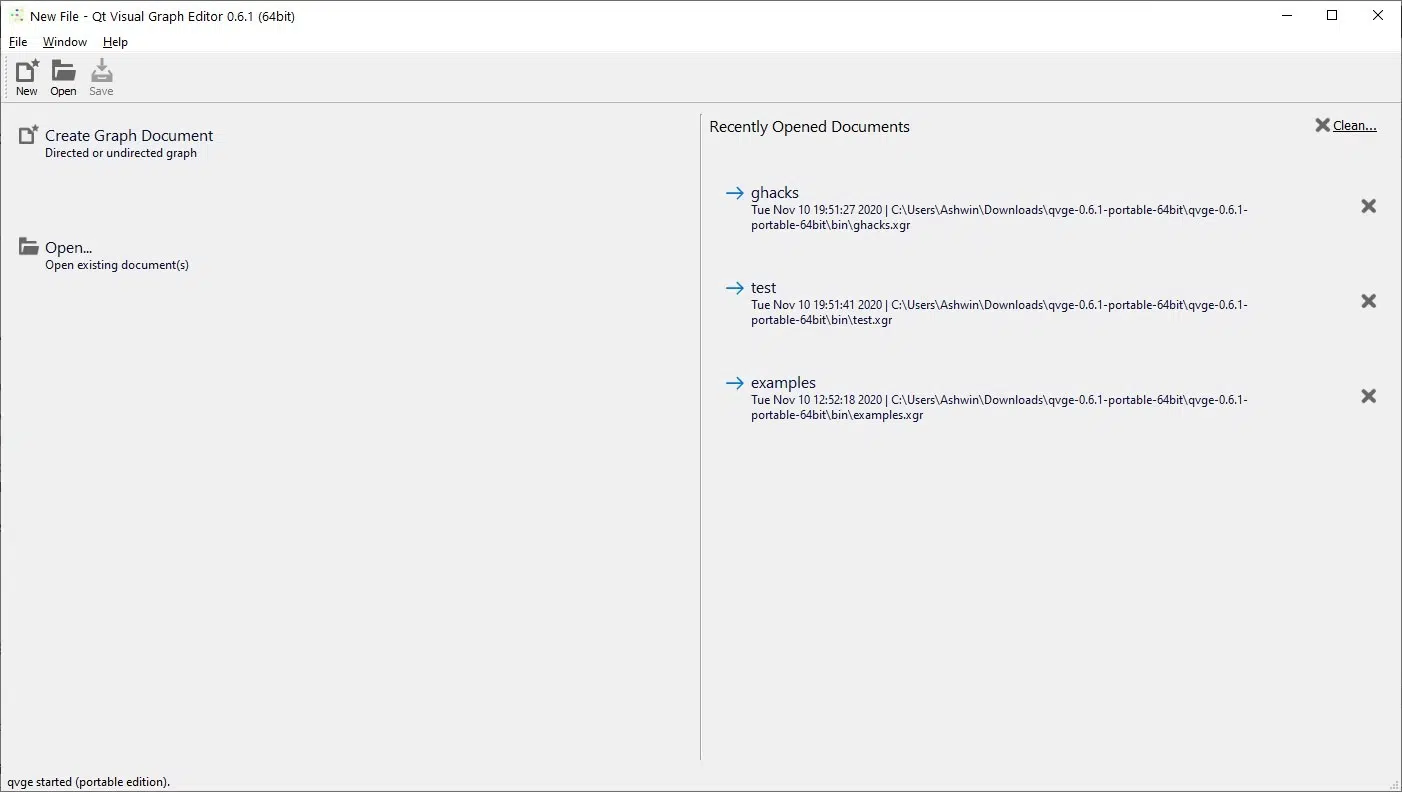 New File - Qt Visual Graph Editor 0.6.1 (64bit)
File Window Help
New Open Save
Create Graph Document
Directed or undirected graph
Open...
Open existing document(s)
Recently Opened Documents
Clean...
ghacks
Tue Nov 10 19:51:27 2020 | C:\Users\Ashwin\Downloads\qvge-0.6.1-portable-64bit\qvge-0.6.1-
portable-64bit\bin\ghacks.xgr
test
Tue Nov 10 19:51:41 2020 | C:\Users\Ashwin\Downloads\qvge-0.6.1-portable-64bit\qvge-0.6.1-
portable-64bit\bin\test.xgr
examples
Tue Nov 10 12:52:18 2020 | C:\Users\Ashwin\Downloads\qvge-0.6.1-portable-64bit\qvge-0.6.1-
portable-64bit\bin\examples.xgr
qvge started (portable edition).